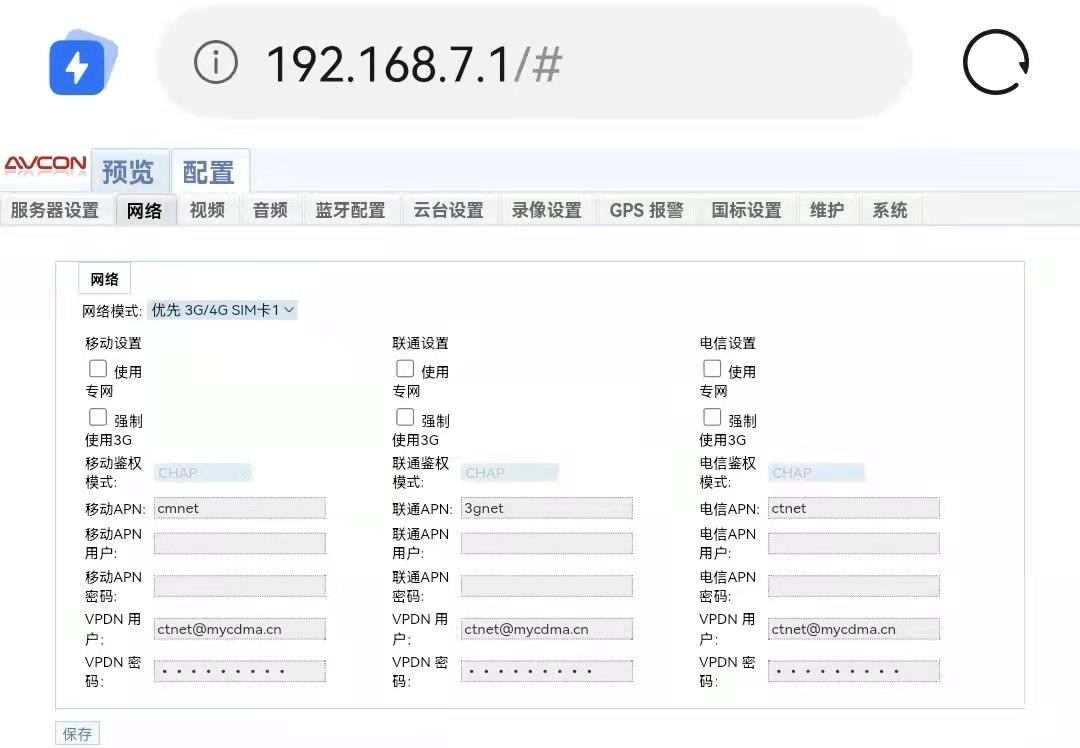 192.168.7.1/#
AVCON 预览 配置
服务器设置 网络 视频 音频 蓝牙配置 云台设置 录像设置 GPS 报警 国标设置 维护 系统
网络
网络模式: 优先 3G/4G SIM卡1
移动设置 联通设置 电信设置
使用 使用 使用
专网 专网 专网
强制 强制 强制
使用3G 使用3G 使用3G
移动鉴权 联通鉴权 电信鉴权
模式: CHAP 模式: CHAP 模式: CHAP
移动APN: cmnet 联通APN: 3gnet 电信APN: ctnet
移动APN 联通APN 电信APN
用户: 用户: 用户:
移动APN 联通APN 电信APN
密码: 密码: 密码:
VPDN 用 VPDN 用 VPDN 用
户: ctnet@mycdma.cn 户: ctnet@mycdma.cn 户: ctnet@mycdma.cn
VPDN 密 VPDN 密 VPDN 密
码: ••••••••• 码: ••••••••• 码: •••••••••
保存